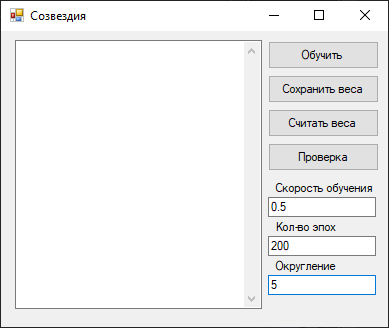 Созвездия
Обучить
Сохранить веса
Считать веса
Проверка
Скорость обучения
0.5
Кол-во эпох
200
Округление
5